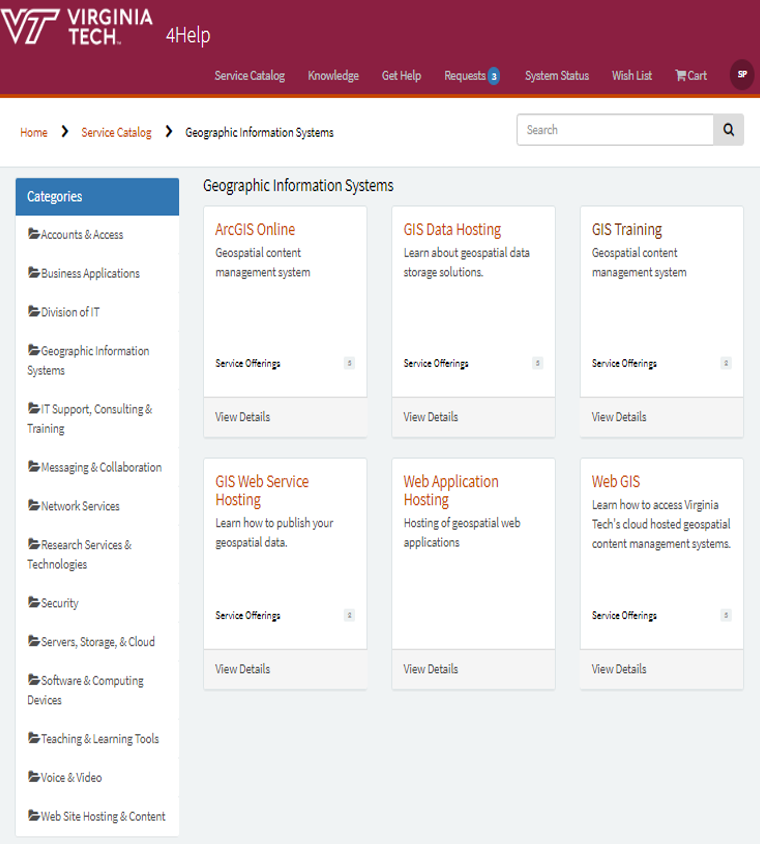 VIRGINIA
TECH™
4Help
Service Catalog Knowledge Get Help Requests 3 System Status Wish List Cart SP
Home Service Catalog Geographic Information Systems
Search
Categories
Accounts & Access
Business Applications
Division of IT
Geographic Information
Systems
IT Support, Consulting &
Training
Messaging & Collaboration
Network Services
Research Services &
Technologies
Security
Servers, Storage, & Cloud
Software & Computing
Devices
Teaching & Learning Tools
Voice & Video
Web Site Hosting & Content
Geographic Information Systems
ArcGIS Online
Geospatial content
management system
Service Offerings
View Details
GIS Data Hosting
Learn about geospatial data
storage solutions.
Service Offerings
View Details
GIS Training
Geospatial content
management system
Service Offerings
View Details
GIS Web Service
Hosting
Learn how to publish your
geospatial data.
Service Offerings
View Details
Web Application
Hosting
Hosting of geospatial web
applications
View Details
Web GIS
Learn how to access Virginia
Tech's cloud hosted geospatial
content management systems.
Service Offerings
View Details